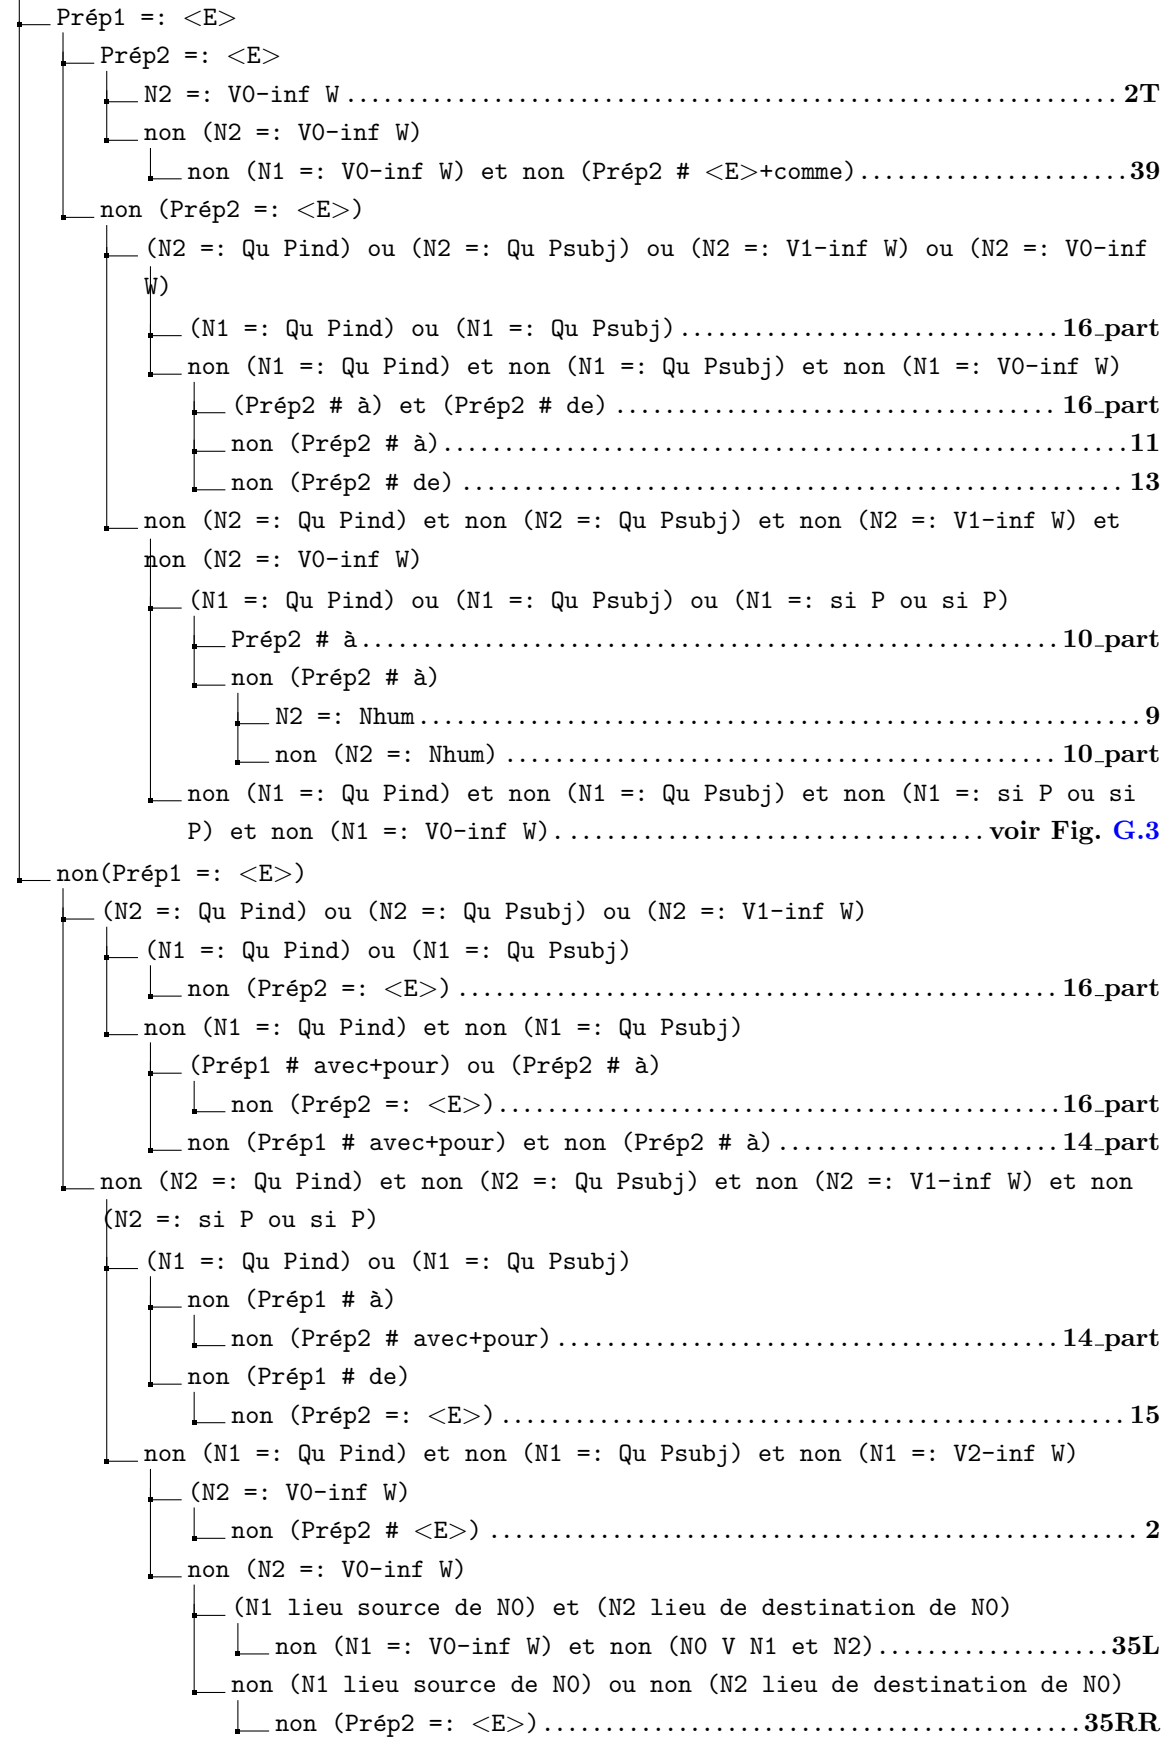 Prép1 =: <E>
Prép2 =: <E>
N2 =: V0-inf W ........ 2T
non (N2 =: V0-inf W)
non (N1 =: V0-inf W) et non (Prép2 # <E>+comme) ........ 39
non (Prép2 =: <E>)
(N2 =: Qu Pind) ou (N2 =: Qu Psubj) ou (N2 =: V1-inf W) ou (N2 =: V0-inf
W)
(N1 =: Qu Pind) ou (N1 =: Qu Psubj) ........ 16_part
non (N1 =: Qu Pind) et non (N1 =: Qu Psubj) et non (N1 =: V0-inf W)
(Prép2 # à) et (Prép2 # de) ........ 16_part
non (Prép2 # à) ........ 11
non (Prép2 # de) ........ 13
non (N2 =: Qu Pind) et non (N2 =: Qu Psubj) et non (N2 =: V1-inf W) et
non (N2 =: V0-inf W)
(N1 =: Qu Pind) ou (N1 =: Qu Psubj) ou (N1 =: si P ou si P)
Prép2 # à ........ 10_part
non (Prép2 # à)
N2 =: Nhum ........ 9
non (N2 =: Nhum) ........ 10_part
non (N1 =: Qu Pind) et non (N1 =: Qu Psubj) et non (N1 =: si P ou si
P) et non (N1 =: V0-inf W) ........ voir Fig. G.3
non(Prép1 =: <E>)
(N2 =: Qu Pind) ou (N2 =: Qu Psubj) ou (N2 =: V1-inf W)
(N1 =: Qu Pind) ou (N1 =: Qu Psubj)
non (Prép2 =: <E>) ........ 16_part
non (N1 =: Qu Pind) et non (N1 =: Qu Psubj)
(Prép1 # avec+pour) ou (Prép2 # à)
non (Prép2 =: <E>) ........ 16_part
non (Prép1 # avec+pour) et non (Prép2 # à) ........ 14_part
non (N2 =: Qu Pind) et non (N2 =: Qu Psubj) et non (N2 =: V1-inf W) et non
(N2 =: si P ou si P)
(N1 =: Qu Pind) ou (N1 =: Qu Psubj)
non (Prép1 # à)
non (Prép2 # avec+pour) ........ 14_part
non (Prép1 # de)
non (Prép2 =: <E>) ........ 15
non (N1 =: Qu Pind) et non (N1 =: Qu Psubj) et non (N1 =: V2-inf W)
(N2 =: V0-inf W)
non (Prép2 # <E>) ........ 2
non (N2 =: V0-inf W)
(N1 lieu source de N0) et (N2 lieu de destination de N0)
non (N1 =: V0-inf W) et non (N0 V N1 et N2) ........ 35L
non (N1 lieu source de N0) ou non (N2 lieu de destination de N0)
non (Prép2 =: <E>) ........ 35RR